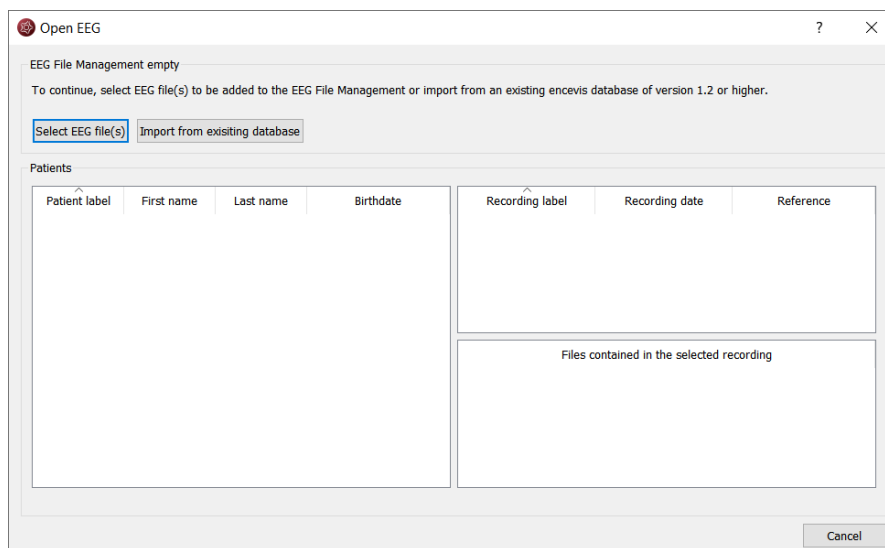 Open EEG
?
EEG File Management empty
To continue, select EEG file(s) to be added to the EEG File Management or import from an existing encevis database of version 1.2 or higher.
Select EEG file(s) Import from exisiting database
Patients
Patient label First name Last name Birthdate Recording label Recording date Reference
Files contained in the selected recording
Cancel